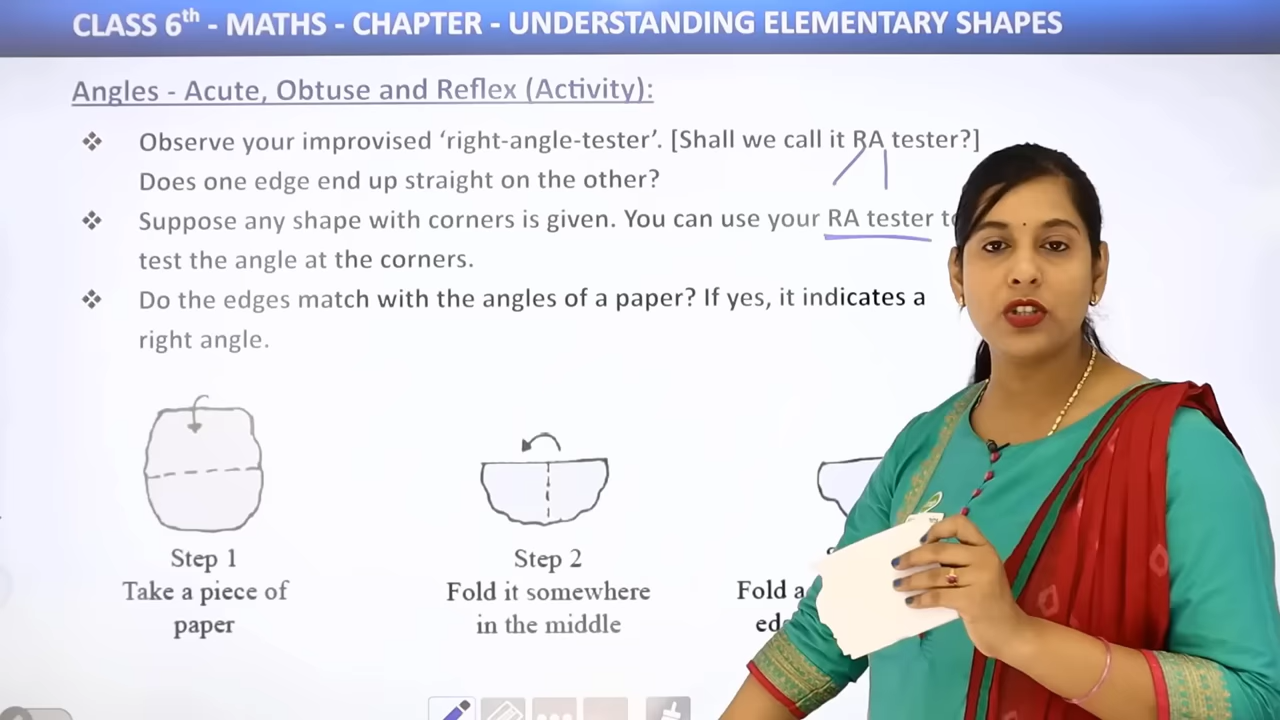 CLASS 6th - MATHS - CHAPTER - UNDERSTANDING ELEMENTARY SHAPES
Angles - Acute, Obtuse and Reflex (Activity):
❖ Observe your improvised ‘right-angle-tester’. [Shall we call it RA tester?]
Does one edge end up straight on the other?
❖ Suppose any shape with corners is given. You can use your RA tester
test the angle at the corners.
❖ Do the edges match with the angles of a paper? If yes, it indicates a
right angle.
Step 1
Take a piece of
paper
Step 2
Fold it somewhere
in the middle
Fold